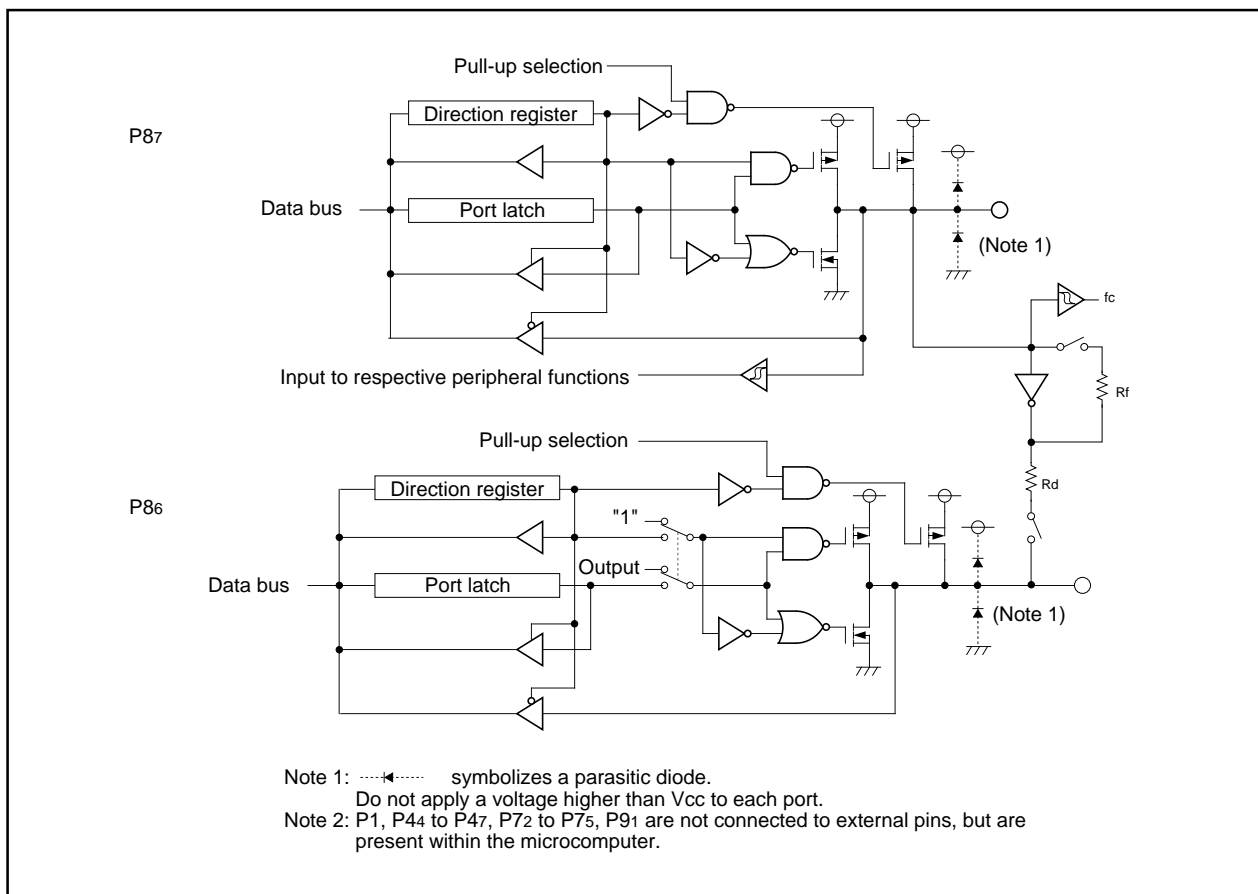 Pull-up selection
Direction register
P87
Data bus
Port latch
(Note 1)
fc
Input to respective peripheral functions
Rf
Pull-up selection
Rd
Direction register
P86
"1"
Output
Data bus
Port latch
(Note 1)
Note 1: symbolizes a parasitic diode.
Do not apply a voltage higher than Vcc to each port.
Note 2: P1, P44 to P47, P72 to P75, P91 are not connected to external pins, but are
present within the microcomputer.